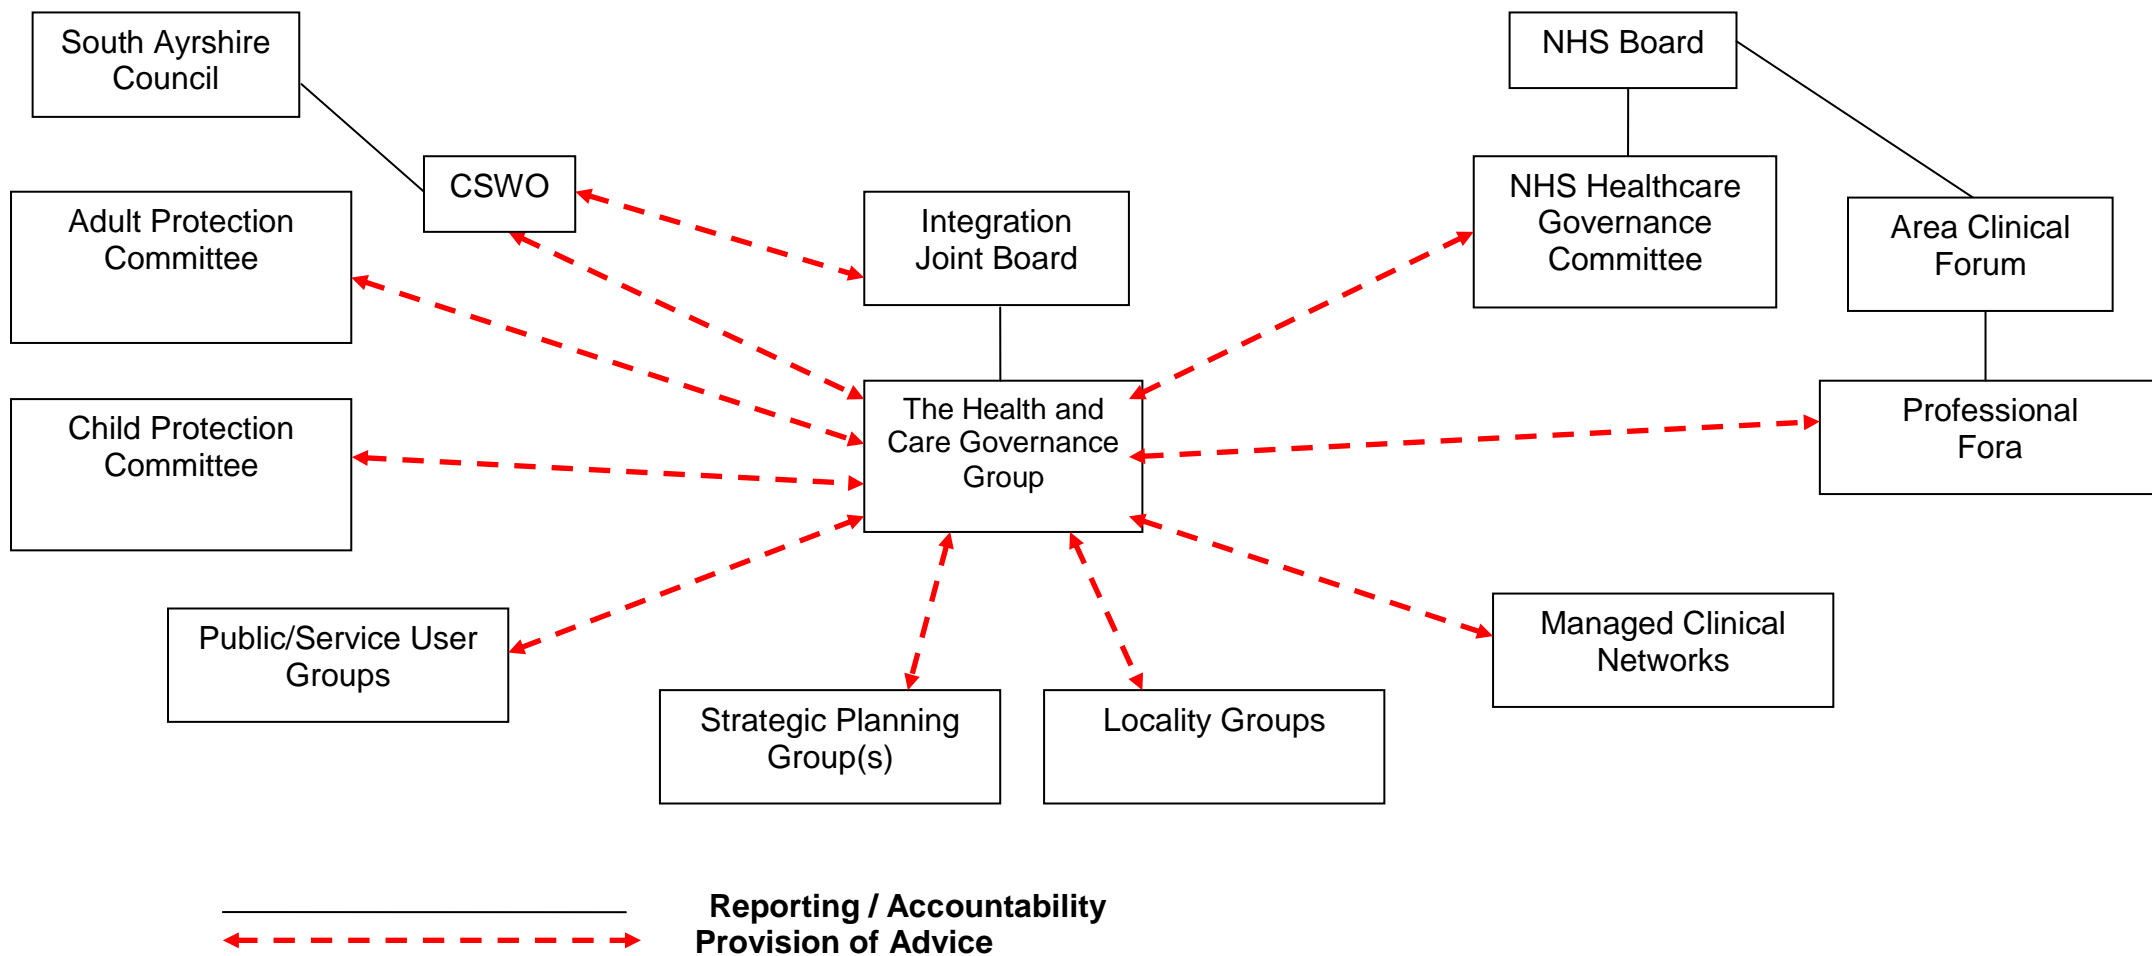 South Ayrshire
Council
NHS Board
CSWO
Adult Protection
Committee
Integration
Joint Board
NHS Healthcare
Governance
Committee
Area Clinical
Forum
Child Protection
Committee
The Health and
Care Governance
Group
Professional
Fora
Public/Service User
Groups
Strategic Planning
Group(s)
Locality Groups
Managed Clinical
Networks
Reporting / Accountability
Provision of Advice